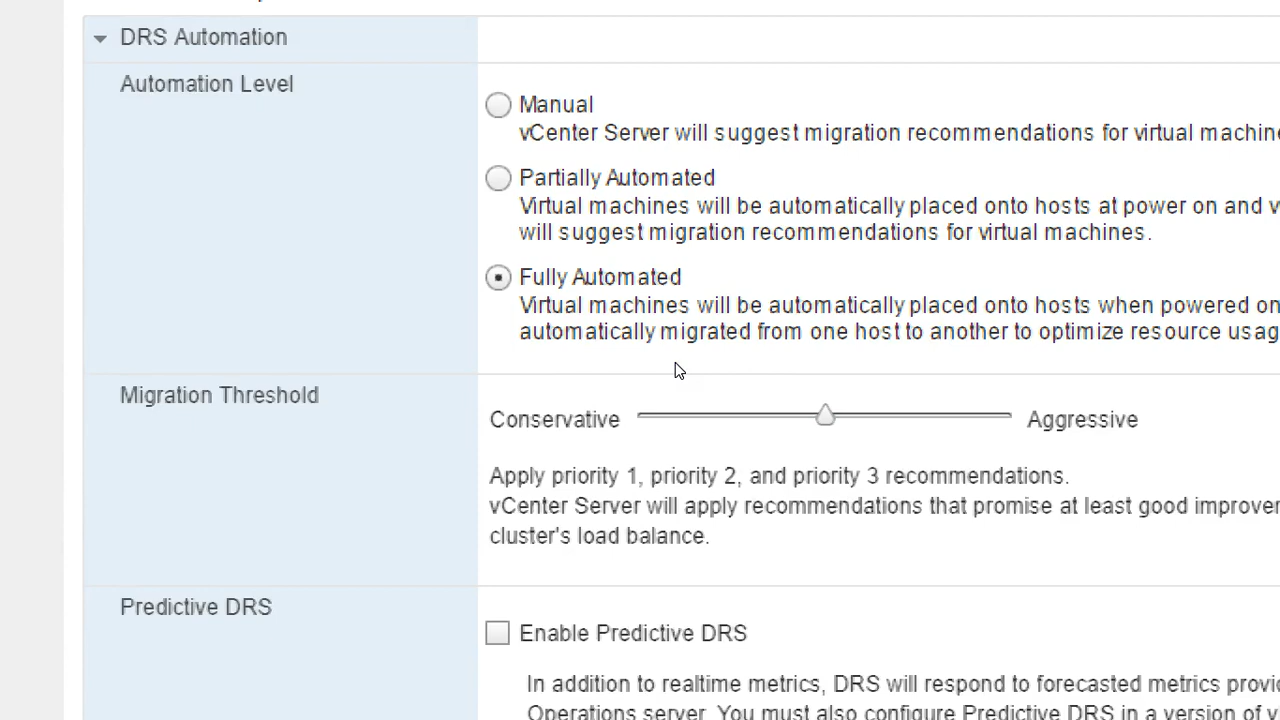 DRS Automation
Automation Level
Manual
vCenter Server will suggest migration recommendations for virtual
Partially Automated
Virtual machines will be automatically placed onto hosts at power on and
will suggest migration recommendations for virtual machines.
Fully Automated
Virtual machines will be automatically placed onto hosts when powered on
automatically migrated from one host to another to optimize resource
Migration Threshold
Conservative
Aggressive
Apply priority 1, priority 2, and priority 3 recommendations.
vCenter Server will apply recommendations that promise at least good
cluster's load balance.
Predictive DRS
Enable Predictive DRS
In addition to realtime metrics, DRS will respond to forecasted metrics
Operations server. You must also configure Predictive DRS in a version of